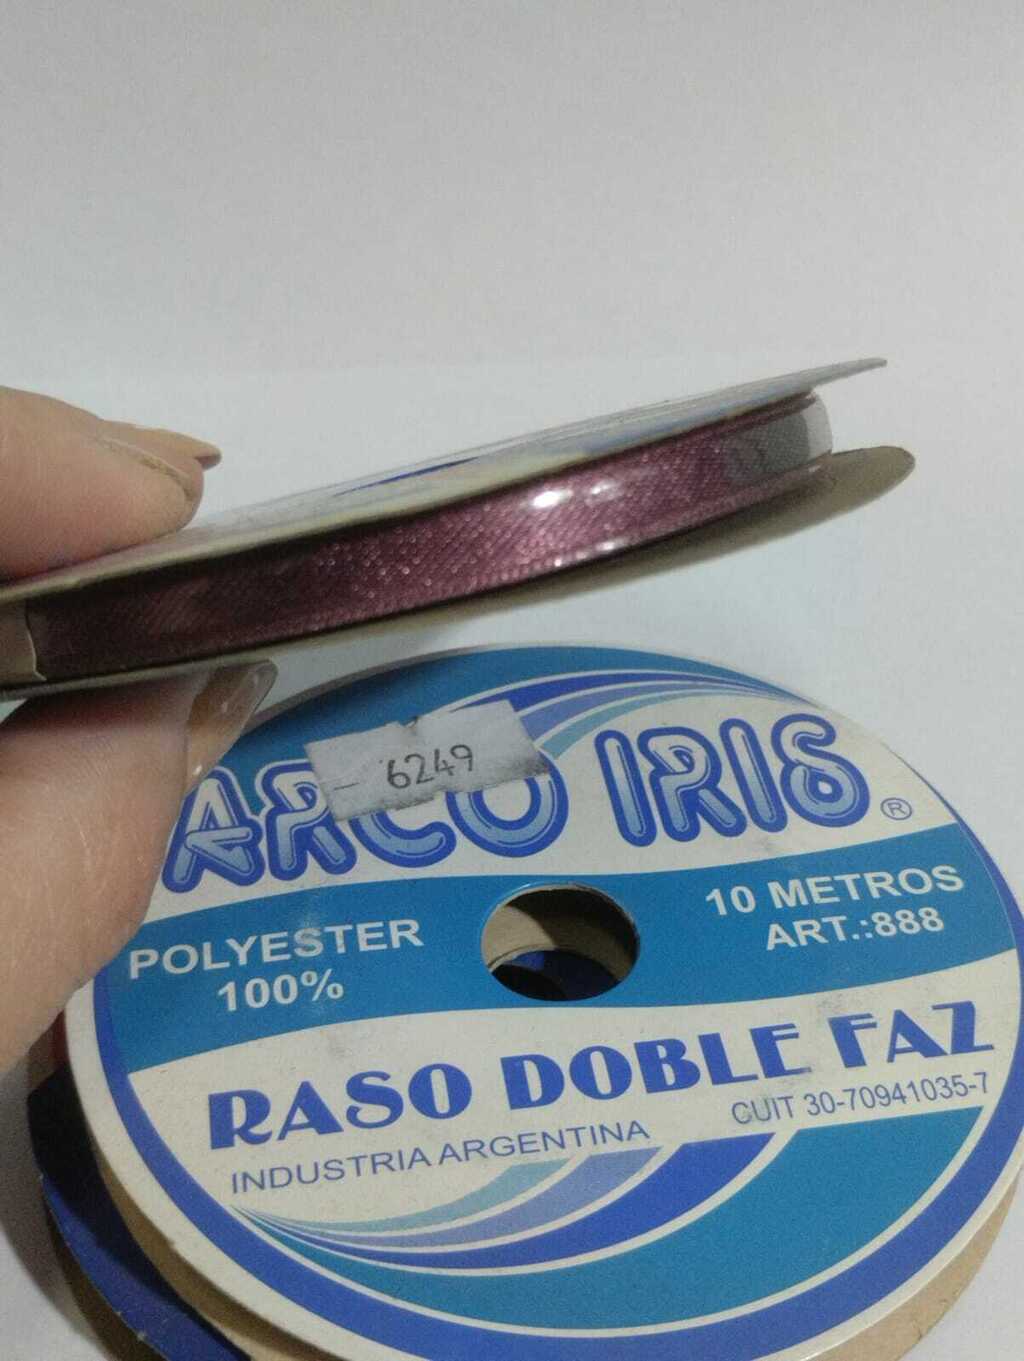 6249
ARCO IRIS ®
10 METROS
ART.:888
POLYESTER
100%
RASO DOBLE FAZ
INDUSTRIA ARGENTINA
CUIT 30-70941035-7